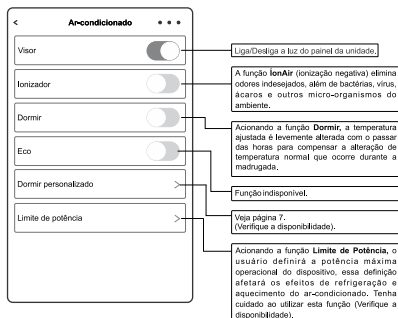 < Ar-condicionado • • •
Visor
Ionizador
Dormir
Eco
Dormir personalizado >
Limite de potência >
Liga/Desliga a luz do painel da unidade.
A função ÍonAir (ionização negativa) elimina
odores indesejados, além de bactérias, vírus,
ácaros e outros micro-organismos do
ambiente.
Acionando a função Dormir, a temperatura
ajustada é levemente alterada com o passar
das horas para compensar a alteração de
temperatura normal que ocorre durante a
madrugada.
Função indisponível.
Veja página 7.
(Verifique a disponibilidade).
Acionando a função Limite de Potência, o
usuário definirá a potência máxima
operacional do dispositivo, essa definição
afetará os efeitos de refrigeração e
aquecimento do ar-condicionado. Tenha
cuidado ao utilizar esta função (Verifique a
disponibilidade).